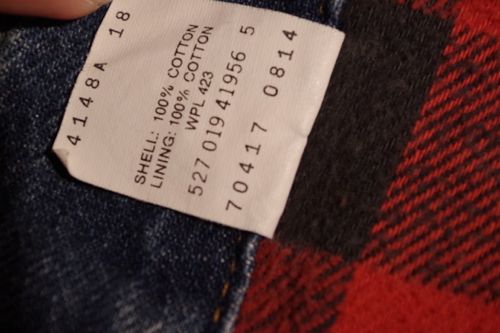 4148A 18
SHELL: 100% COTTON
LINING: 100% COTTON
WPL 423
527 019 41956 5
70417 0814